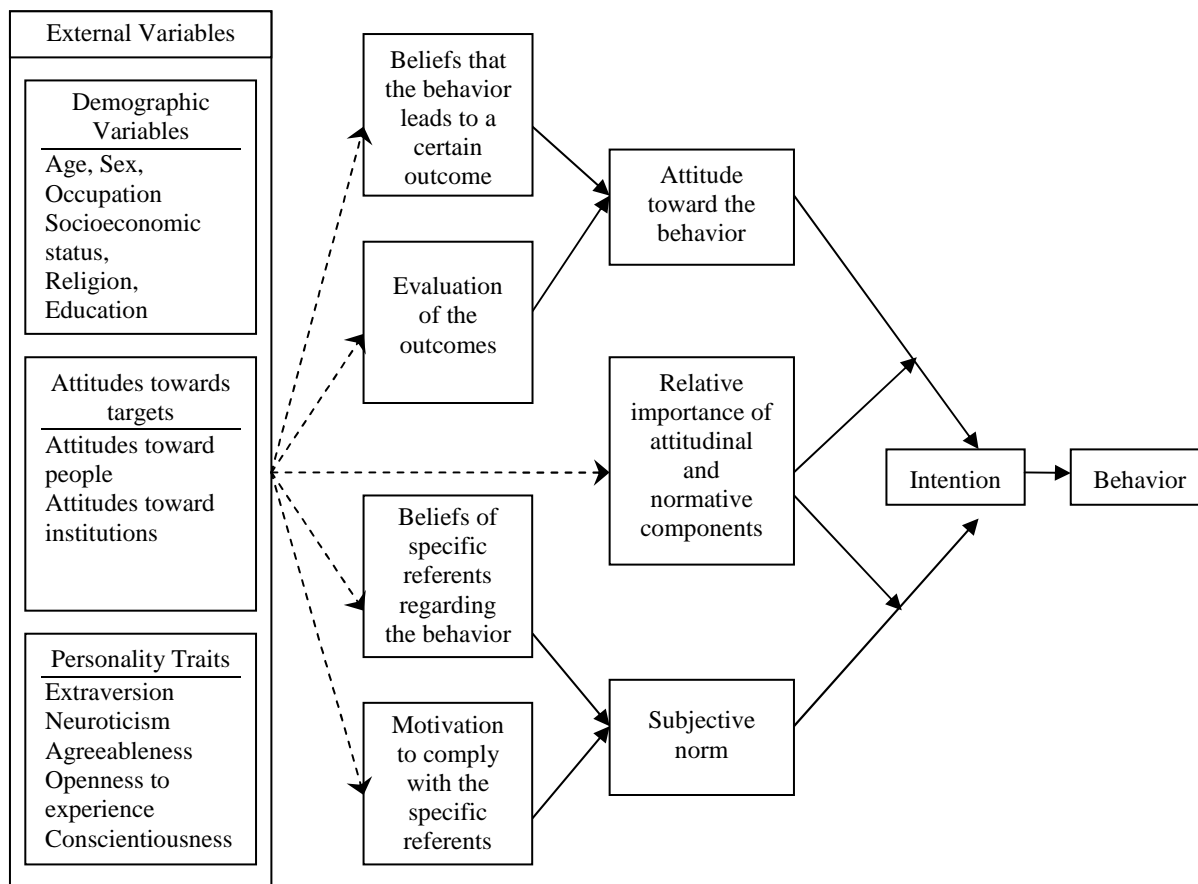 External Variables
Demographic
Variables
Age, Sex,
Occupation
Socioeconomic
status,
Religion,
Education
Attitudes towards
targets
Attitudes toward
people
Attitudes toward
institutions
Personality Traits
Extraversion
Neuroticism
Agreeableness
Openness to
experience
Conscientiousness
Beliefs that
the behavior
leads to a
certain
outcome
Evaluation
of the
outcomes
Beliefs of
specific
referents
regarding
the behavior
Motivation
to comply
with the
specific
referents
Attitude
toward the
behavior
Relative
importance of
attitudinal
and
normative
components
Subjective
norm
Intention
Behavior